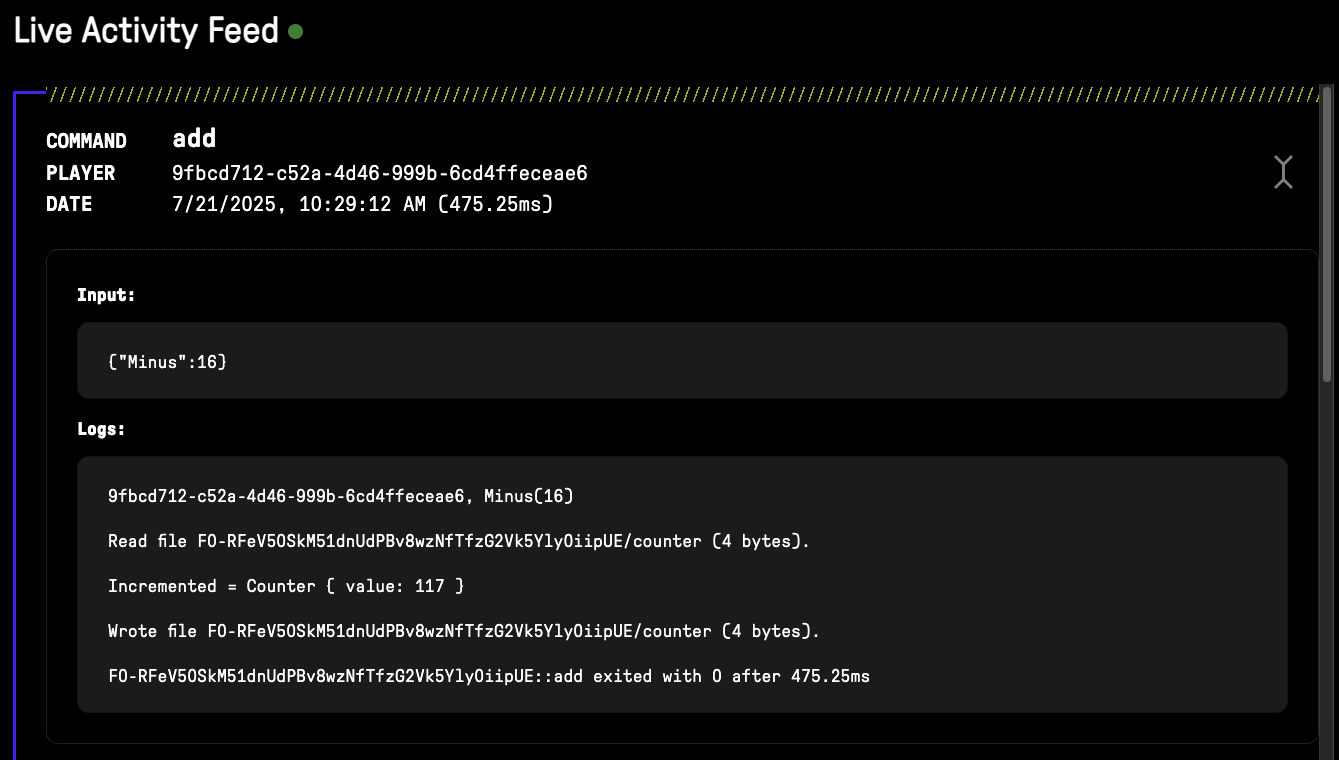 Live Activity Feed
COMMAND add
PLAYER 9fbcd712-c52a-4d46-999b-6cd4ffeceae6
DATE 7/21/2025, 10:29:12 AM (475.25ms)
Input:
{"Minus":16}
Logs:
9fbcd712-c52a-4d46-999b-6cd4ffeceae6, Minus(16)
Read file FO-RFeV5OSkM51dnUdPBv8wzNfTfzG2Vk5YlyOiipUE/counter (4 bytes).
Incremented = Counter { value: 117 }
Wrote file FO-RFeV5OSkM51dnUdPBv8wzNfTfzG2Vk5YlyOiipUE/counter (4 bytes).
FO-RFeV5OSkM51dnUdPBv8wzNfTfzG2Vk5YlyOiipUE::add exited with 0 after 475.25ms